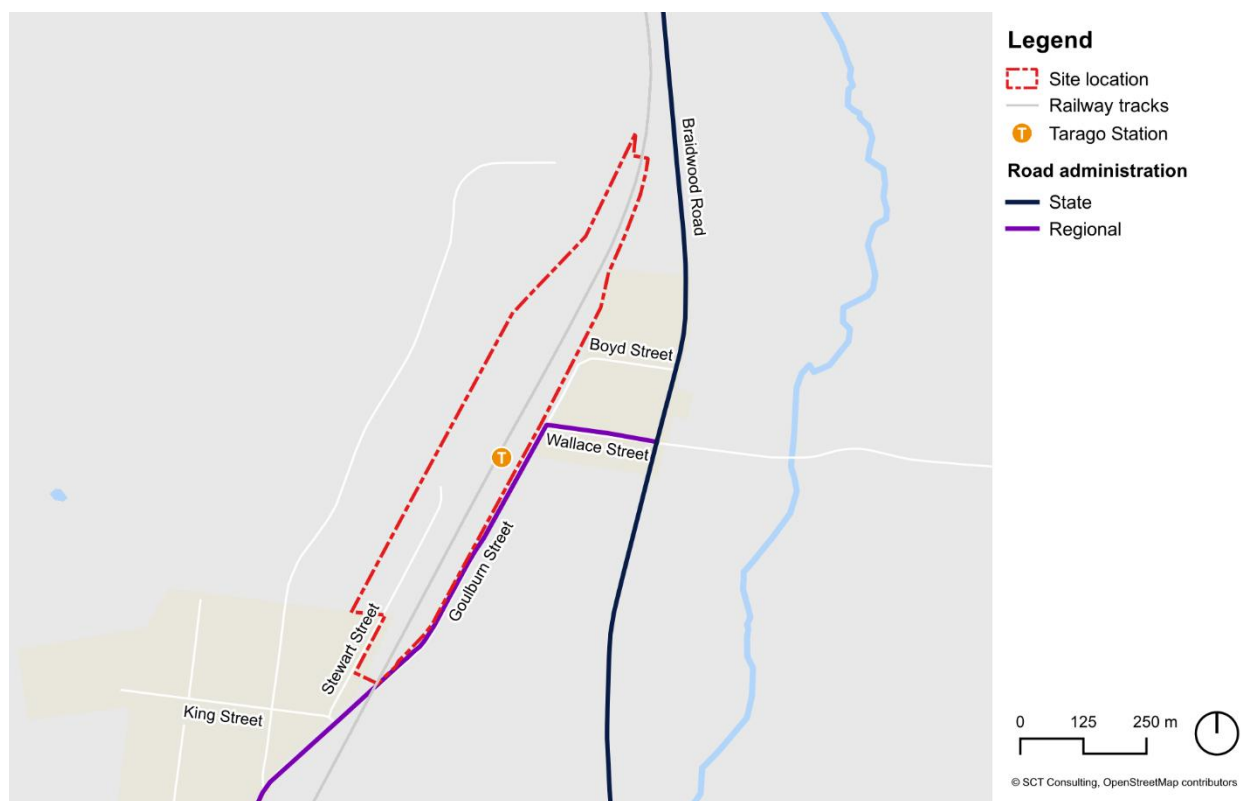 Braidwood Road
Boyd Street
Wallace Street
T
Goulburn Street
Stewart Street
King Street
Legend
Site location
Railway tracks
T Tarago Station
Road administration
State
Regional
0 125 250 m
© SCT Consulting, OpenStreetMap contributors